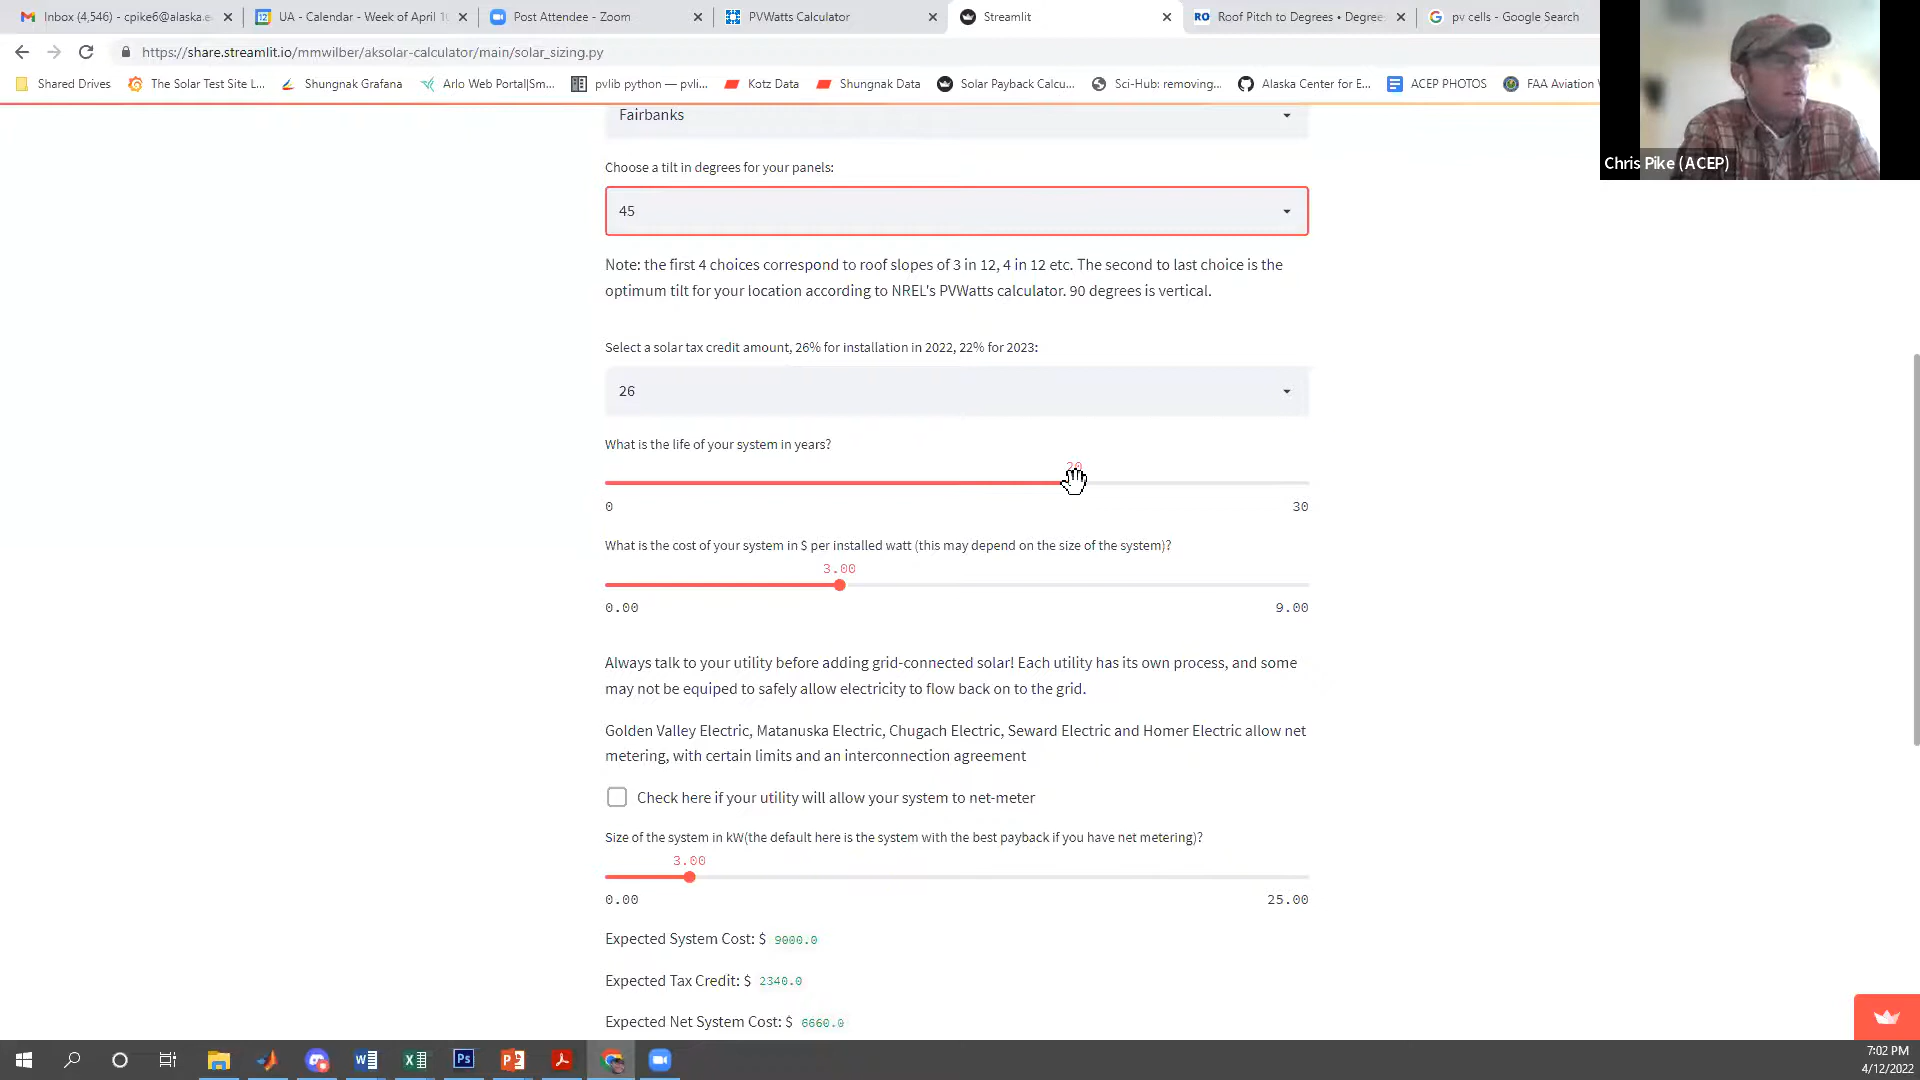 Inbox (4,546) - cpike6@alaska.e
UA - Calendar - Week of April 1
Post Attendee - Zoom
PVWatts Calculator
Streamlit
Roof Pitch to Degrees • Degree
pv cells - Google Search
https://share.streamlit.io/mmwilber/aksolar-calculator/main/solar_sizing.py
Shared Drives
The Solar Test Site L...
Shungnak Grafana
Arlo Web Portal|Sm...
pvlib python — pvli...
Kotz Data
Shungnak Data
Solar Payback Calcu...
Sci-Hub: removing...
Alaska Center for E...
ACEP PHOTOS
FAA Aviation
Chris Pike (ACEP)
Fairbanks
Choose a tilt in degrees for your panels:
45
Note: the first 4 choices correspond to roof slopes of 3 in 12, 4 in 12 etc. The second to last choice is the
optimum tilt for your location according to NREL's PVWatts calculator. 90 degrees is vertical.
Select a solar tax credit amount, 26% for installation in 2022, 22% for 2023:
26
What is the life of your system in years?
0
30
What is the cost of your system in $ per installed watt (this may depend on the size of the system)?
3.00
0.00
9.00
Always talk to your utility before adding grid-connected solar! Each utility has its own process, and some
may not be equiped to safely allow electricity to flow back on to the grid.
Golden Valley Electric, Matanuska Electric, Chugach Electric, Seward Electric and Homer Electric allow net
metering, with certain limits and an interconnection agreement
Check here if your utility will allow your system to net-meter
Size of the system in kW(the default here is the system with the best payback if you have net metering)?
3.00
0.00
25.00
Expected System Cost: $ 9000.0
Expected Tax Credit: $ 2340.0
Expected Net System Cost: $ 6660.0
7:02 PM
4/12/2022